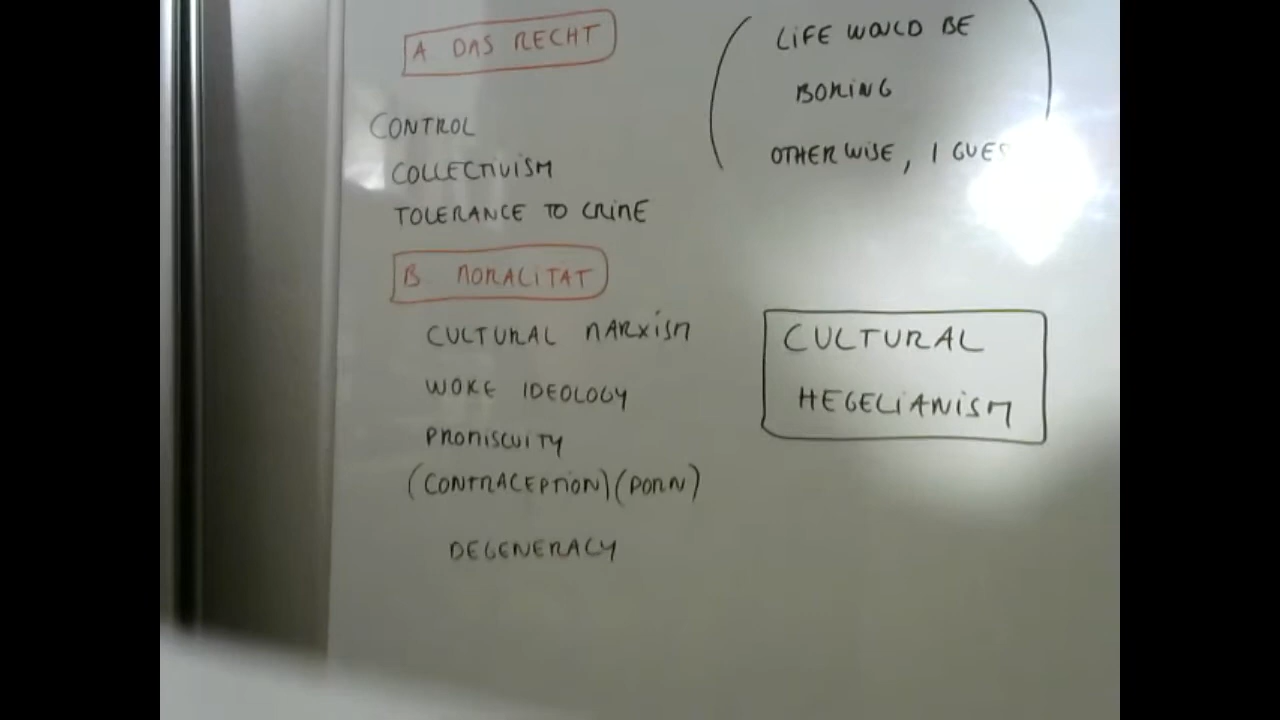 A DAS RECHT
CONTROL
COLLECTIVISM
TOLERANCE TO CRIME
B MORALITAT
CULTURAL MARXISM
WOKE IDEOLOGY
PROMISCUITY
(CONTRACEPTION) (PORN)
DEGENERACY
( LIFE WOULD BE
BORING
OTHERWISE, I GUES )
CULTURAL
HEGELIANISM